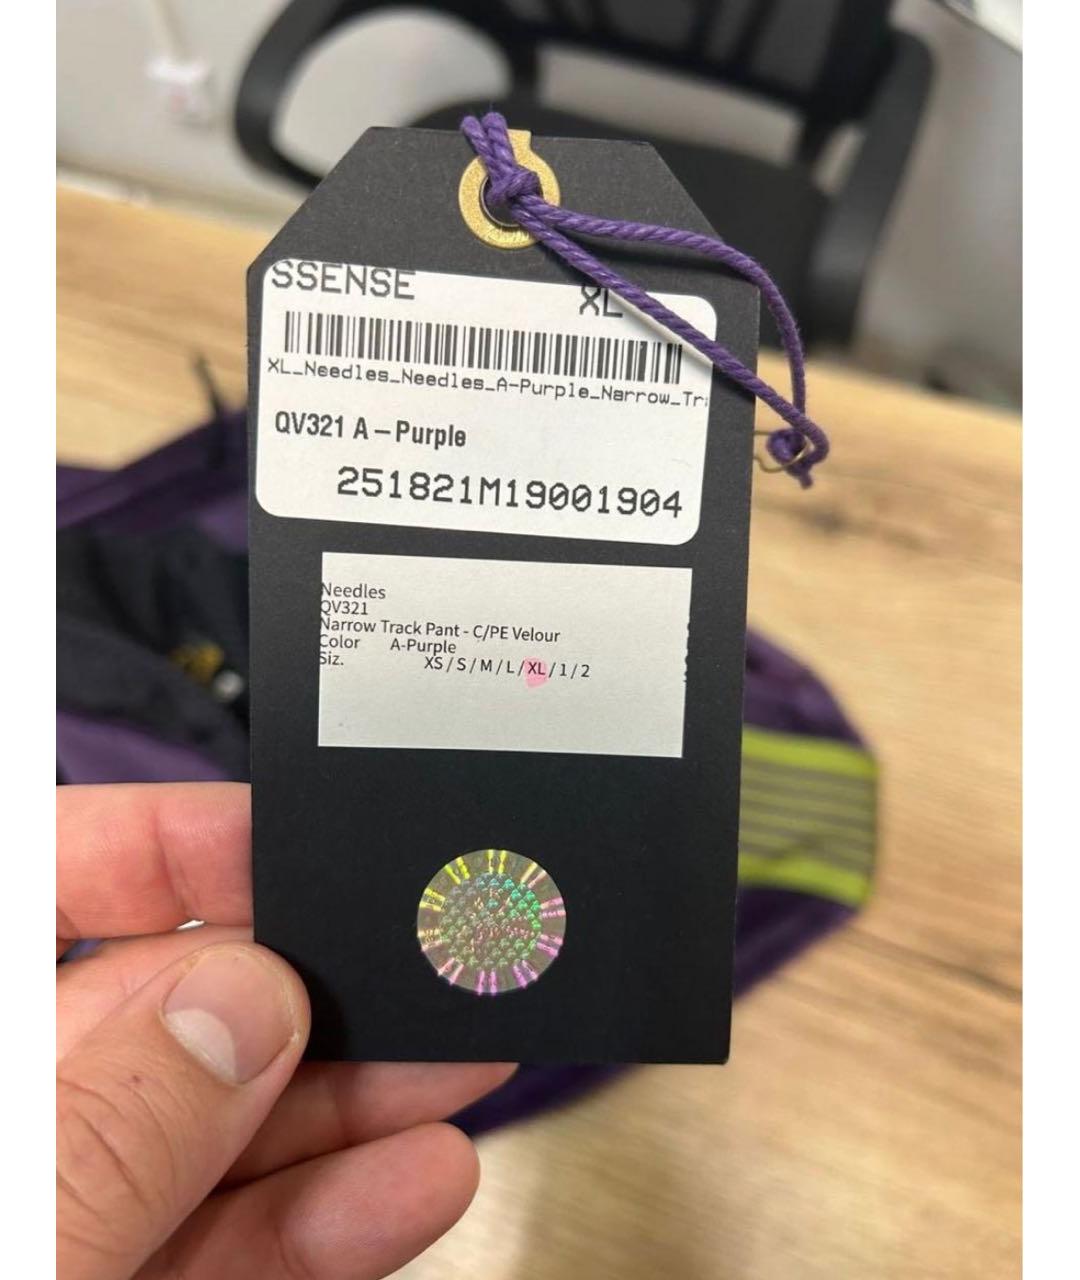 SSENSE XL
XL_Needles_Needles_A-Purple_Narrow_Tr
QV321 A – Purple
251821M19001904
Needles
QV321
Narrow Track Pant - C/PE Velour
Color A-Purple
Siz. XS / S / M / L / XL / 1 / 2